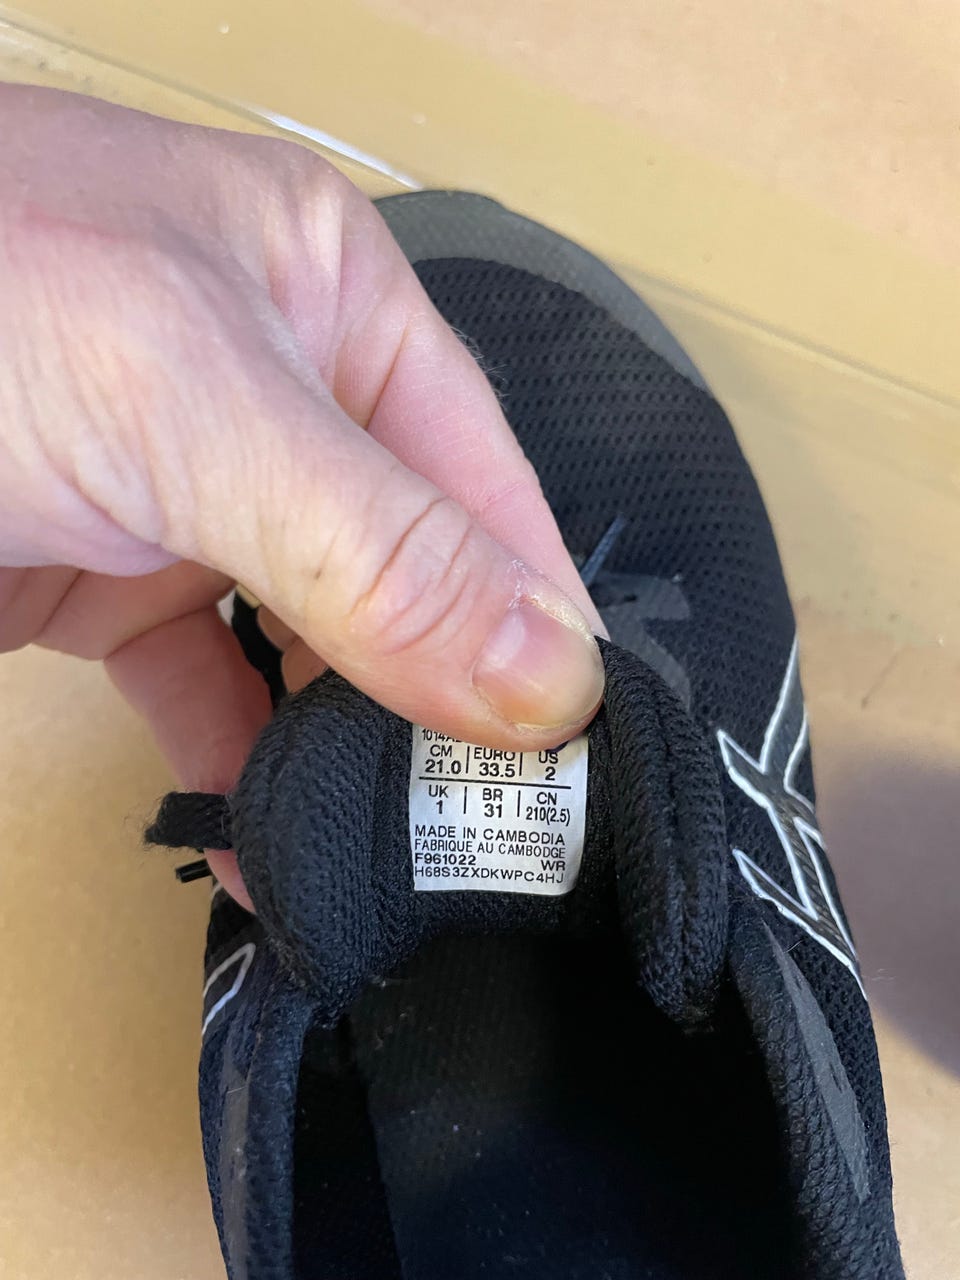 CM | EURO | US
21.0 | 33.5 | 2
UK | BR | CN
1 | 31 | 210(2.5)
MADE IN CAMBODIA
FABRIQUE AU CAMBODGE
F961022 WR
H68S3ZXDKWPC4HJ